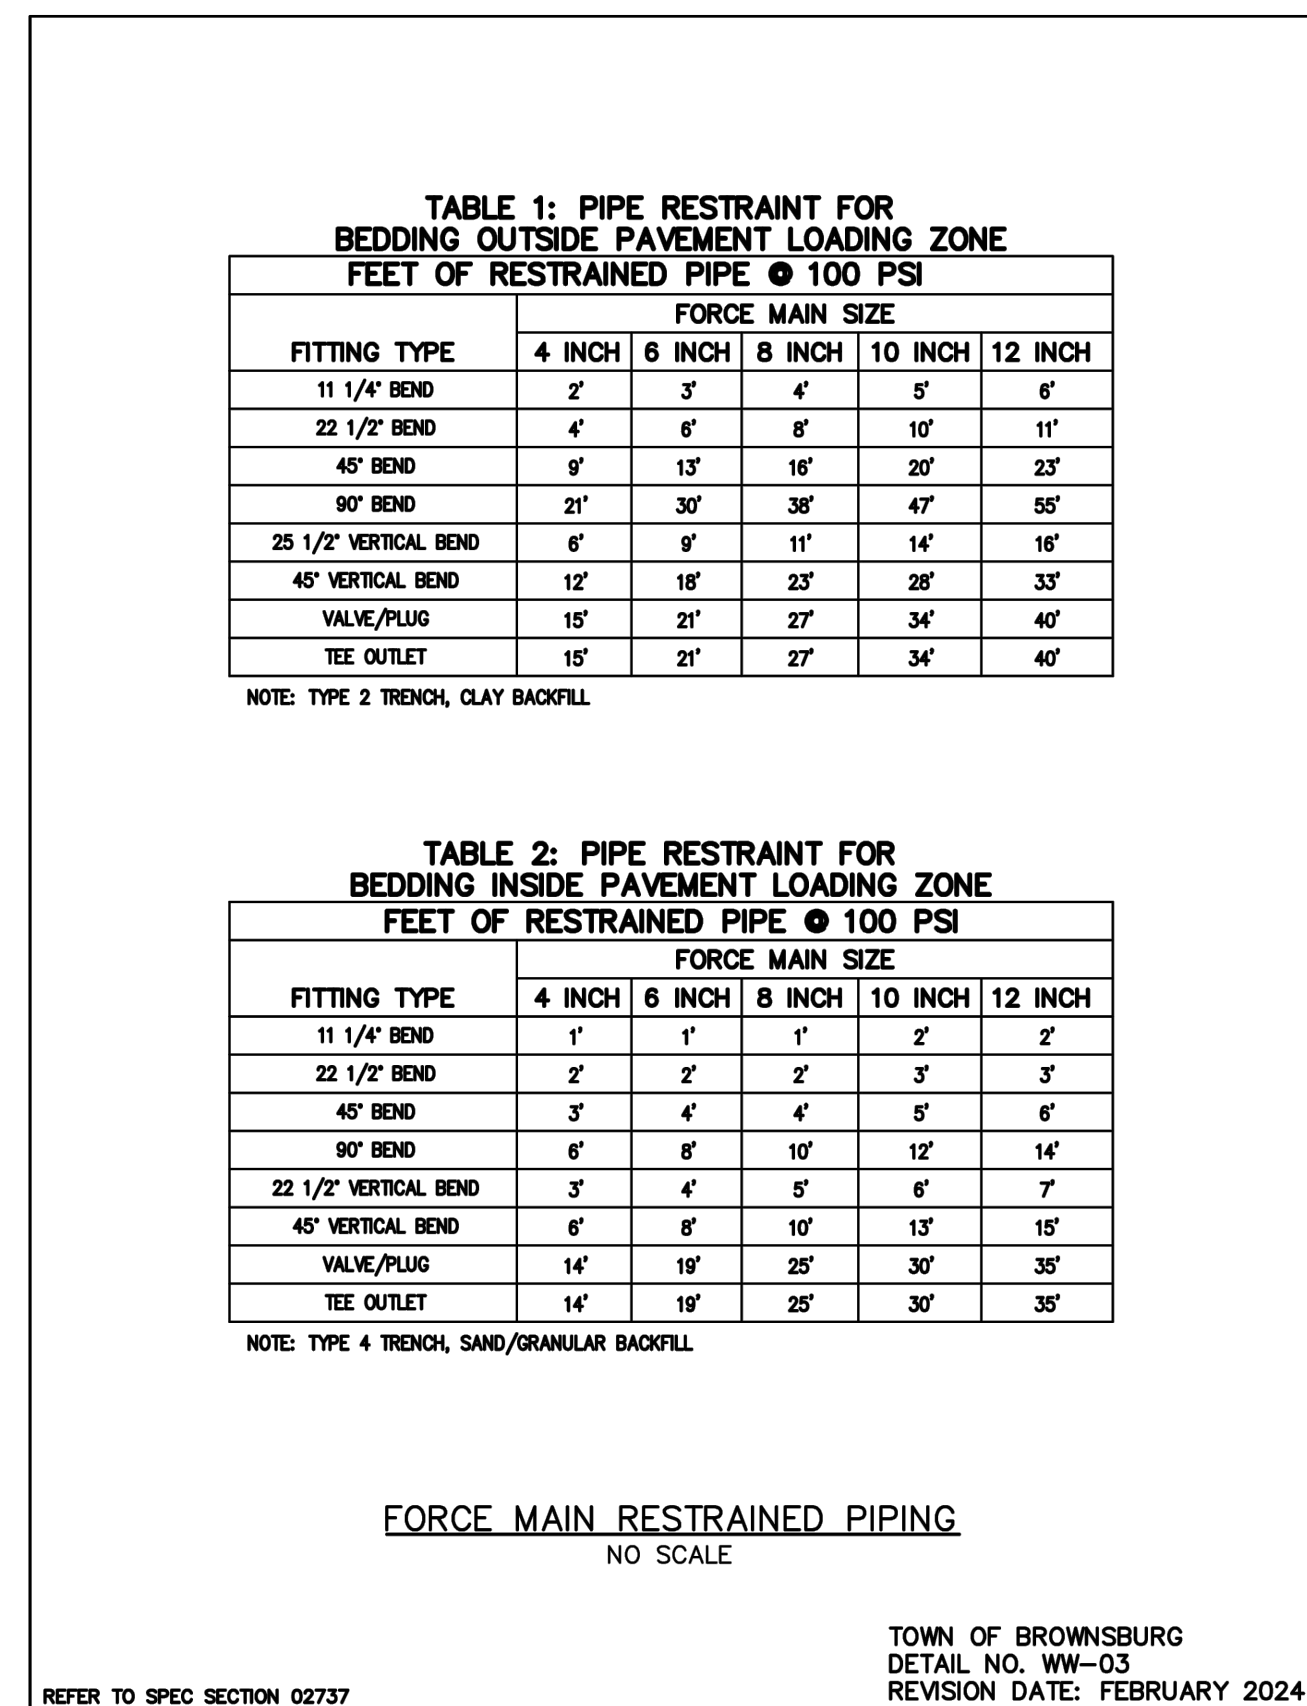 TABLE 1: PIPE RESTRAINT FOR
BEDDING OUTSIDE PAVEMENT LOADING ZONE
FEET OF RESTRAINED PIPE @ 100 PSI
FORCE MAIN SIZE
FITTING TYPE 4 INCH 6 INCH 8 INCH 10 INCH 12 INCH
11 1/4° BEND 2' 3' 4' 5' 6'
22 1/2° BEND 4' 6' 8' 10' 11'
45° BEND 9' 13' 16' 20' 23'
90° BEND 21' 30' 38' 47' 55'
25 1/2° VERTICAL BEND 6' 9' 11' 14' 16'
45° VERTICAL BEND 12' 18' 23' 28' 33'
VALVE/PLUG 15' 21' 27' 34' 40'
TEE OUTLET 15' 21' 27' 34' 40'
NOTE: TYPE 2 TRENCH, CLAY BACKFILL
TABLE 2: PIPE RESTRAINT FOR
BEDDING INSIDE PAVEMENT LOADING ZONE
FEET OF RESTRAINED PIPE @ 100 PSI
FORCE MAIN SIZE
FITTING TYPE 4 INCH 6 INCH 8 INCH 10 INCH 12 INCH
11 1/4° BEND 1' 1' 1' 2' 2'
22 1/2° BEND 2' 2' 2' 3' 3'
45° BEND 3' 4' 4' 5' 6'
90° BEND 6' 8' 10' 12' 14'
22 1/2° VERTICAL BEND 3' 4' 5' 6' 7'
45° VERTICAL BEND 6' 8' 10' 13' 15'
VALVE/PLUG 14' 19' 25' 30' 35'
TEE OUTLET 14' 19' 25' 30' 35'
NOTE: TYPE 4 TRENCH, SAND/GRANULAR BACKFILL
FORCE MAIN RESTRAINED PIPING
NO SCALE
TOWN OF BROWNSBURG
DETAIL NO. WW-03
REVISION DATE: FEBRUARY 2024
REFER TO SPEC SECTION 02737